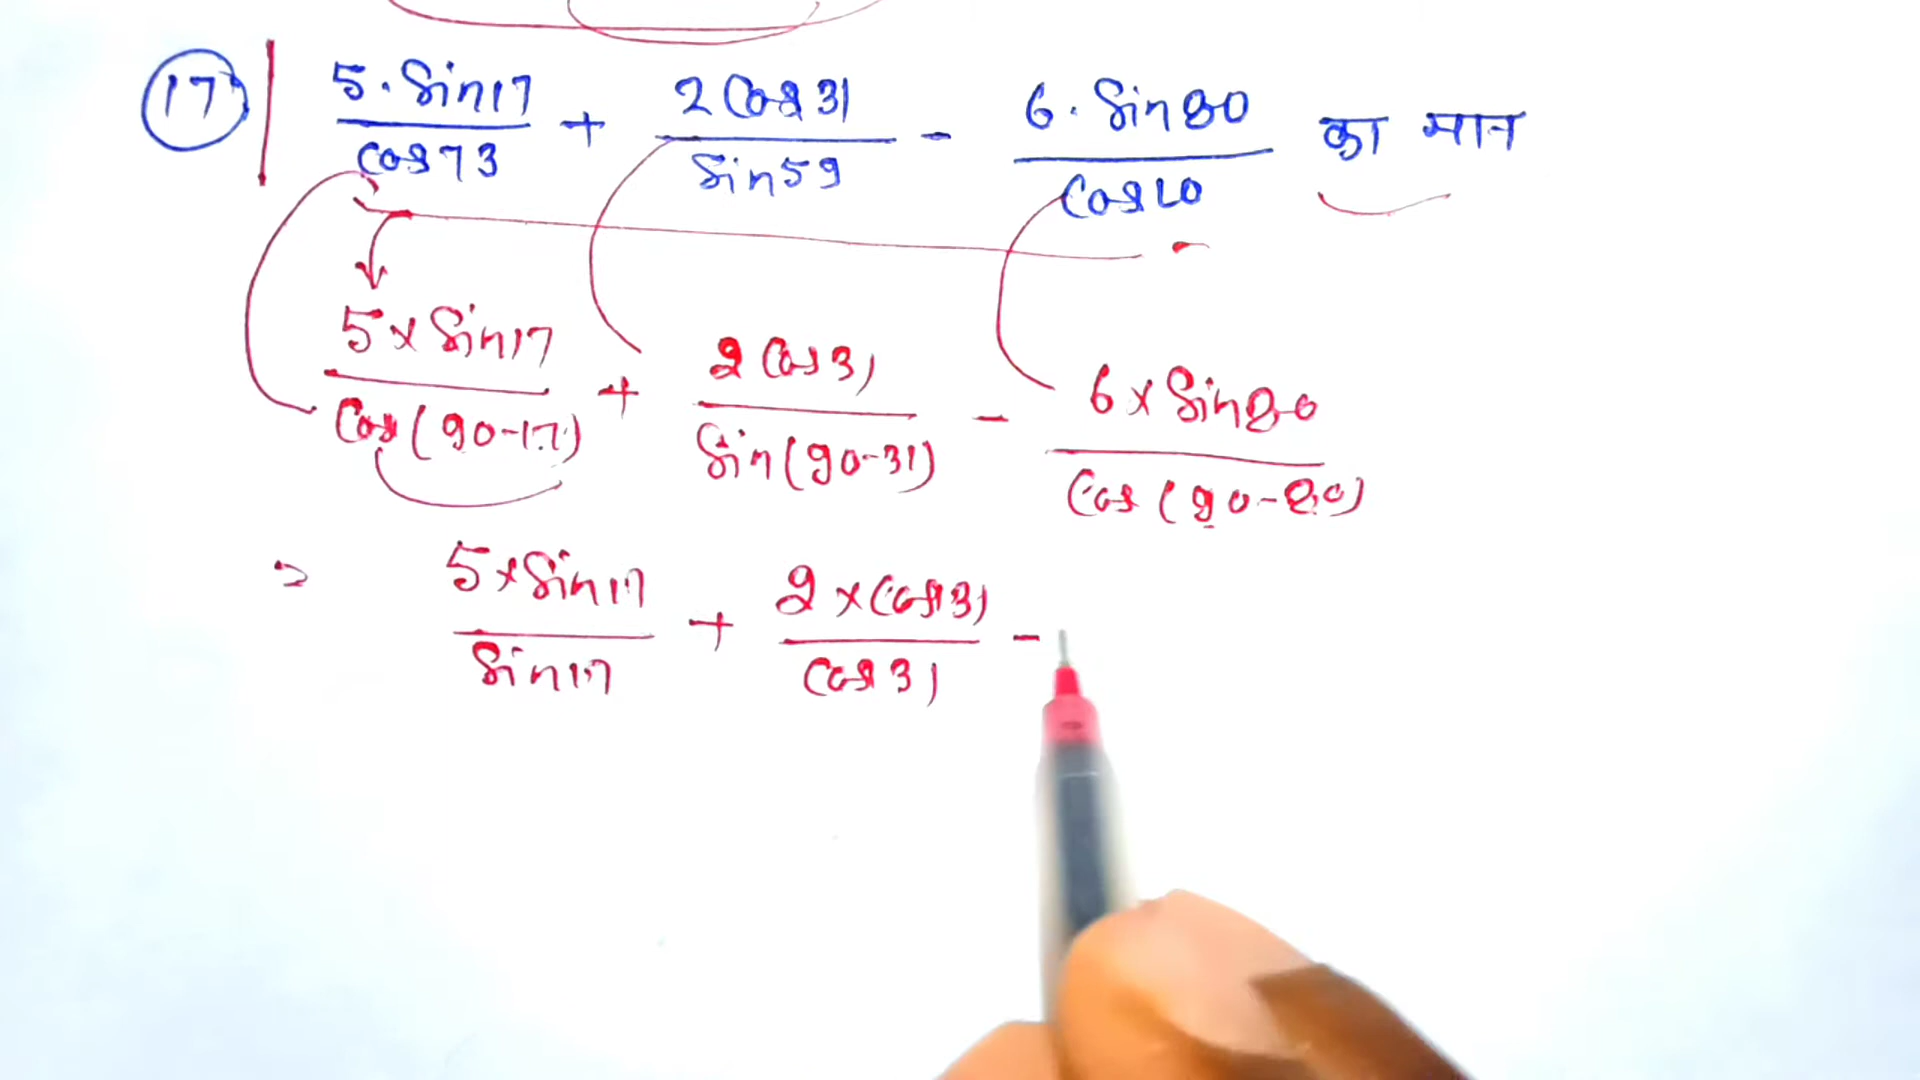 17 5·Sin17/Cos73 + 2Cos31/Sin59 - 6·Sin80/Cos10 का मान
5×Sin17/Cos(90-17) + 2Cos31/Sin(90-31) - 6×Sin80/Cos(90-80)
= 5×Sin17/Sin17 + 2×Cos31/Cos31 -